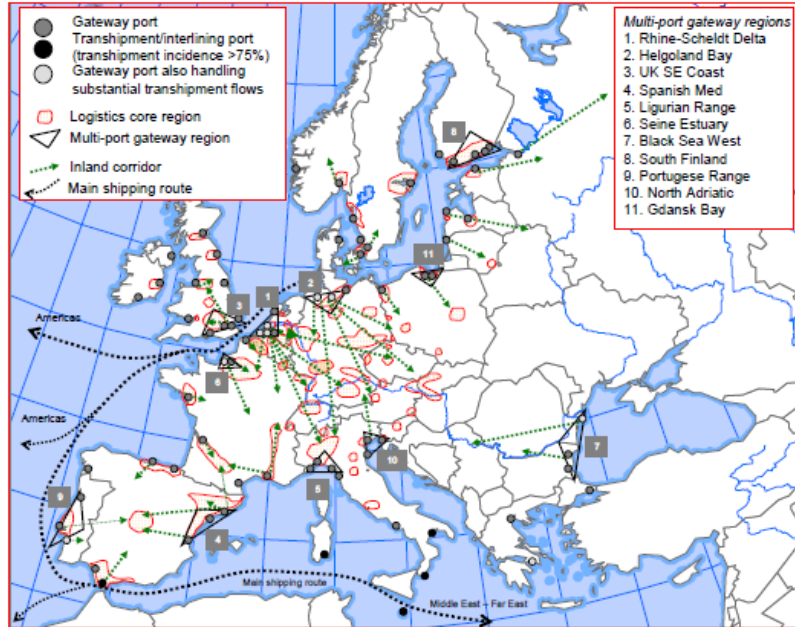 Gateway port
Transhipment/interlining port
(transhipment incidence >75%)
Gateway port also handling
substantial transhipment flows
Logistics core region
Multi-port gateway region
Inland corridor
Main shipping route
Multi-port gateway regions
1. Rhine-Scheldt Delta
2. Helgoland Bay
3. UK SE Coast
4. Spanish Med
5. Ligurian Range
6. Seine Estuary
7. Black Sea West
8. South Finland
9. Portugese Range
10. North Adriatic
11. Gdansk Bay
8
11
2
1
3
Americas
6
Americas
7
10
9
5
4
Main shipping route
Middle East – Far East